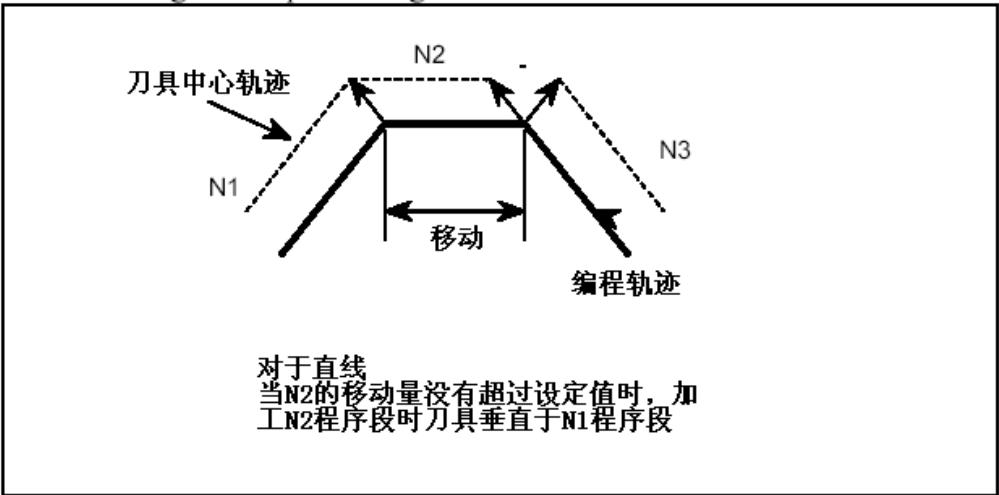 N2
刀具中心轨迹
N3
N1
移动
编程轨迹
对于直线
当N2的移动量没有超过设定值时，加
工N2程序段时刀具垂直于N1程序段